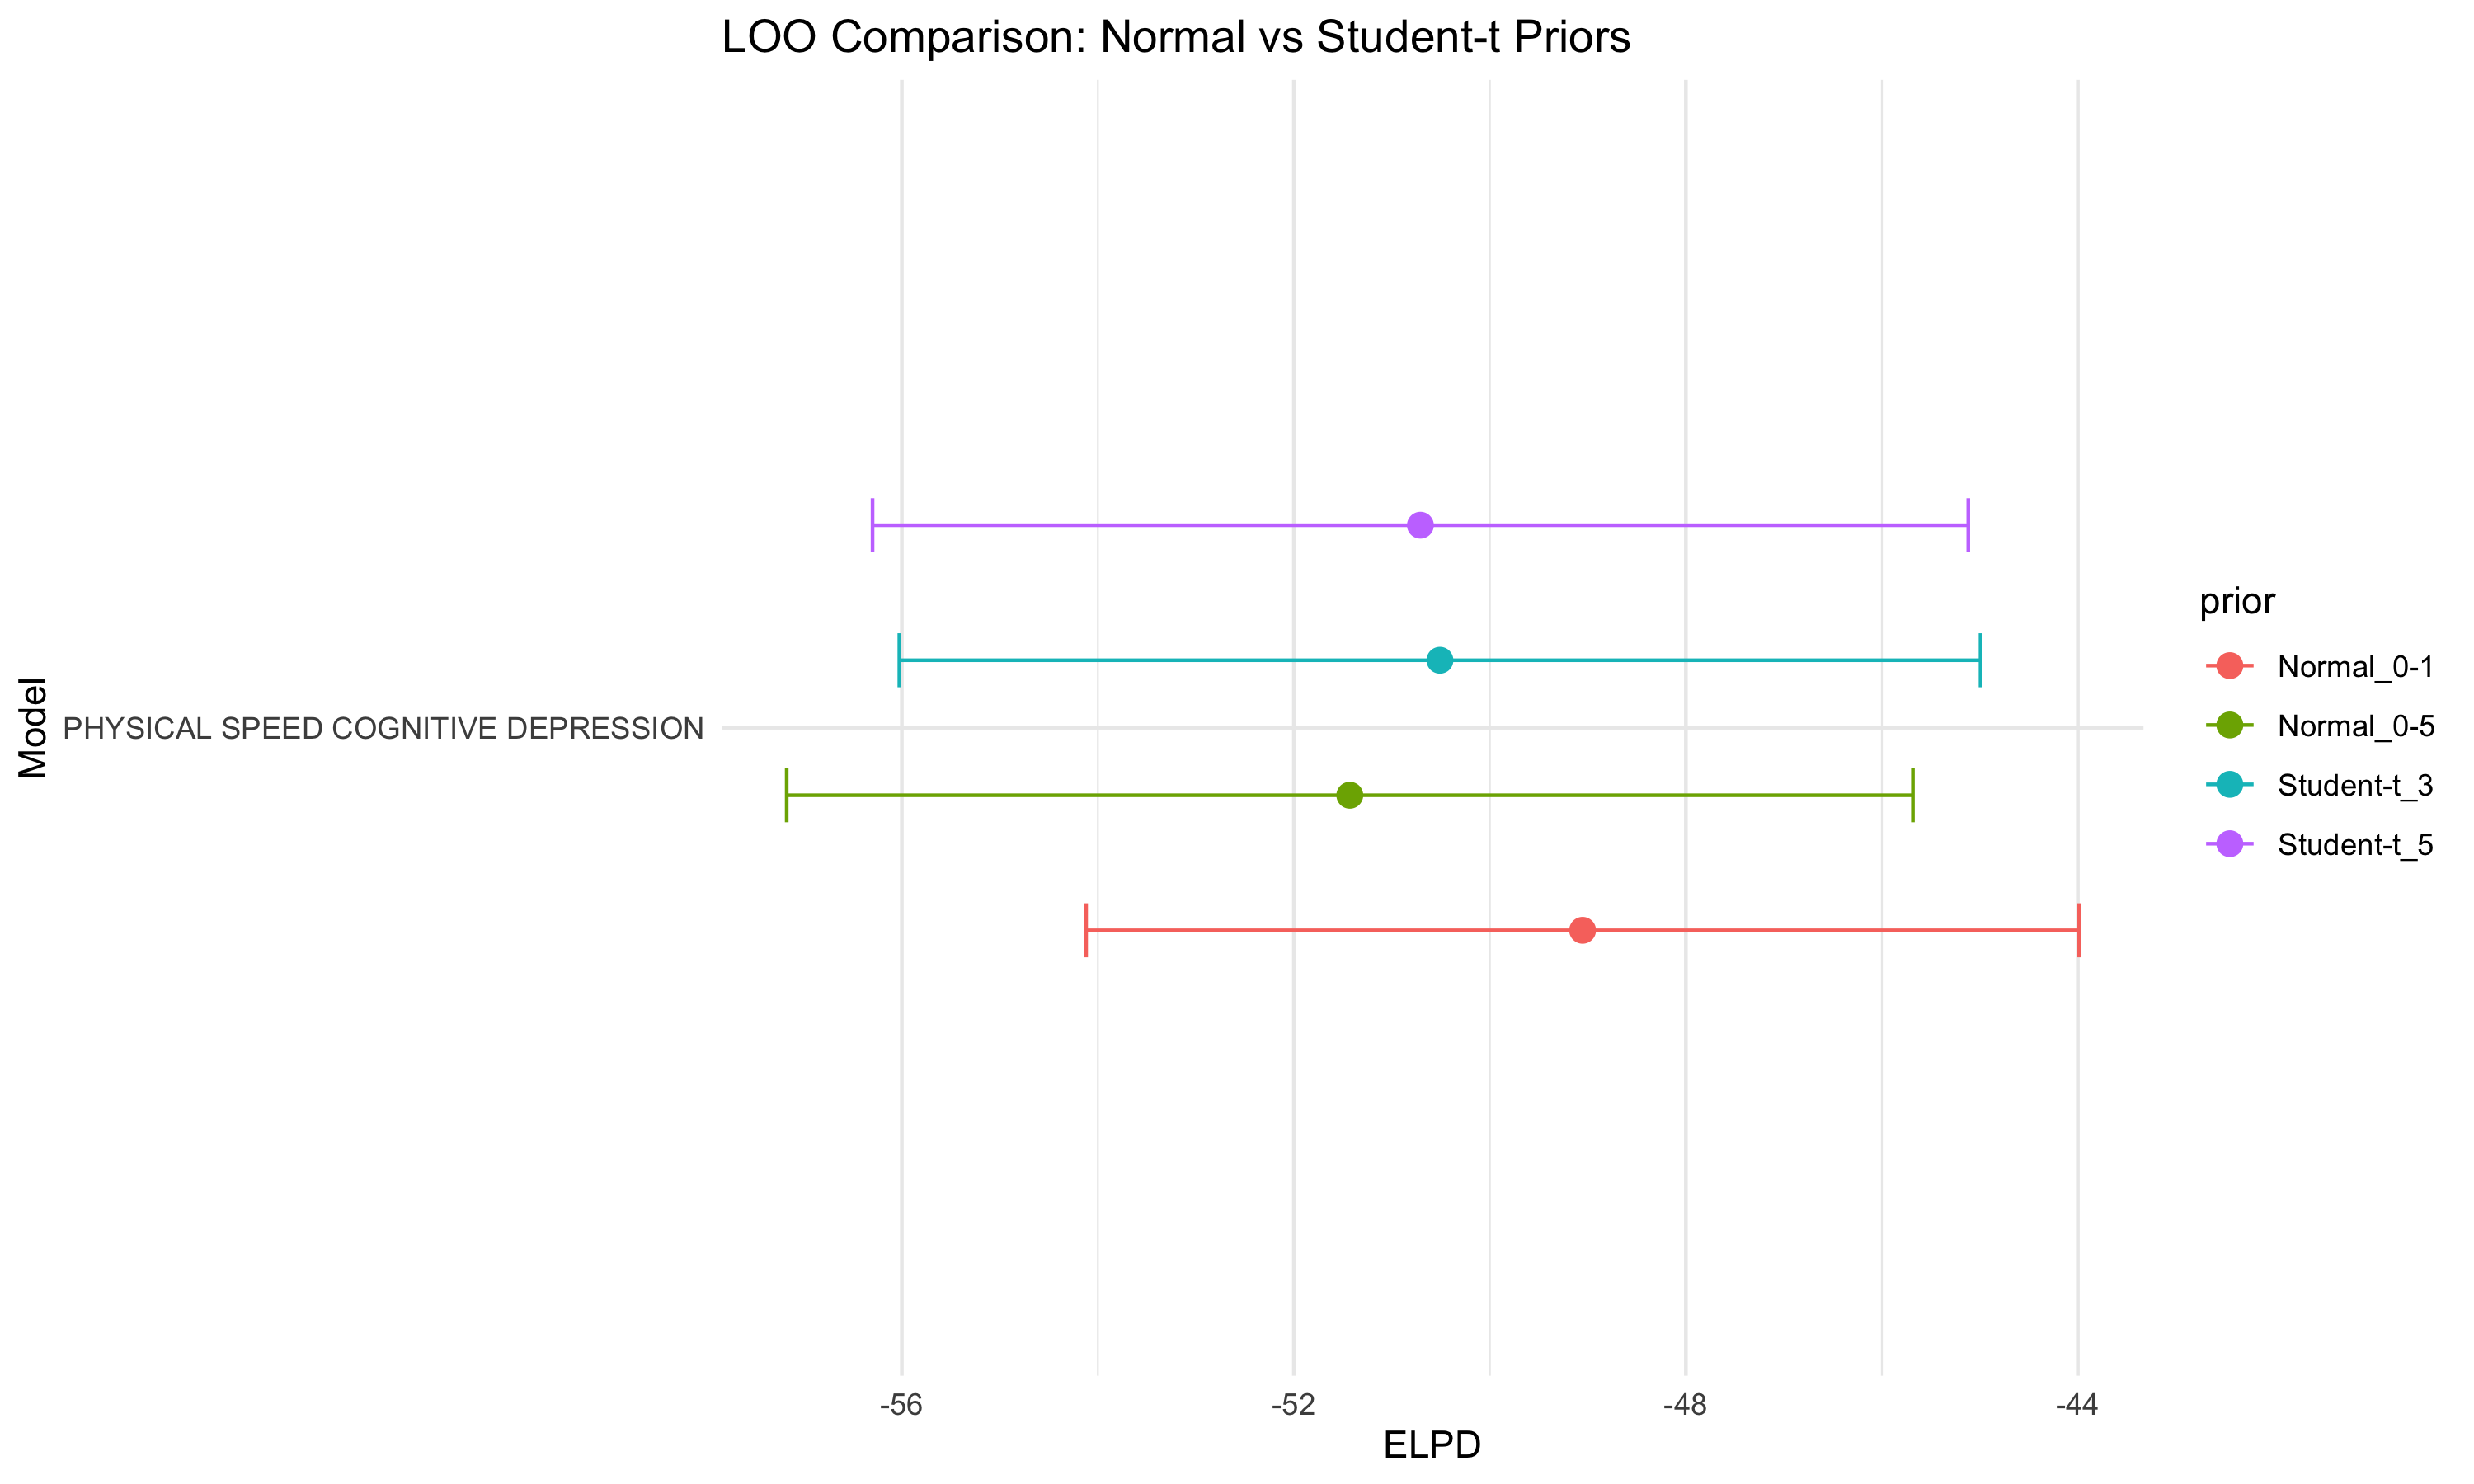 LOO Comparison: Normal vs Student-t Priors
Model
PHYSICAL SPEED COGNITIVE DEPRESSION
-56
-52
-48
-44
ELPD
prior
Normal_0-1
Normal_0-5
Student-t_3
Student-t_5